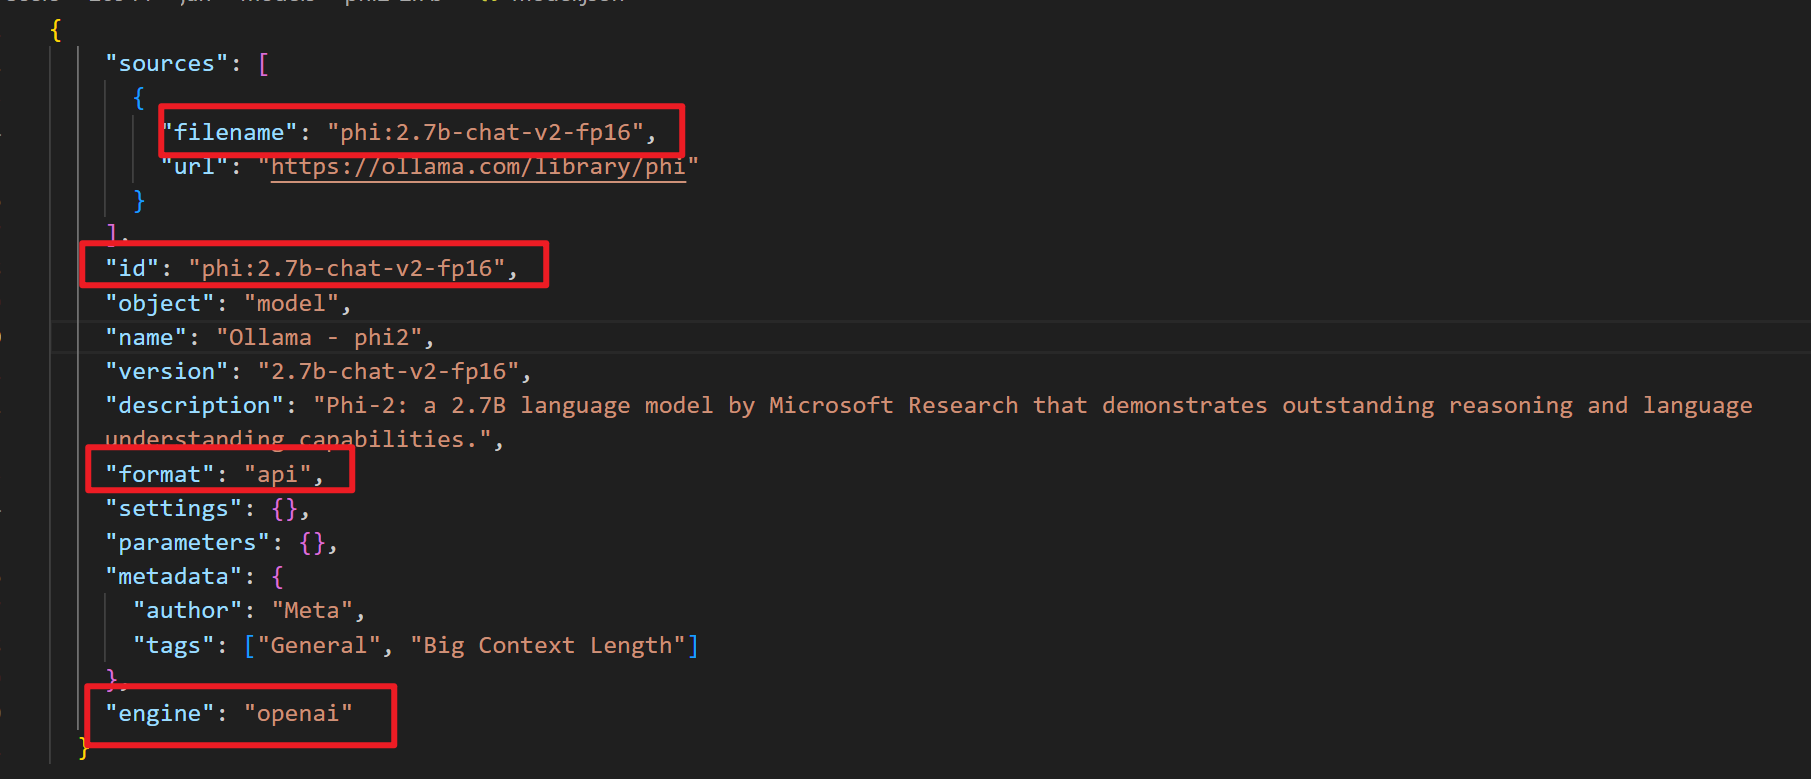 {
"sources": [
{
"filename": "phi:2.7b-chat-v2-fp16",
"url": "https://ollama.com/library/phi"
}
],
"id": "phi:2.7b-chat-v2-fp16",
"object": "model",
"name": "Ollama - phi2",
"version": "2.7b-chat-v2-fp16",
"description": "Phi-2: a 2.7B language model by Microsoft Research that demonstrates outstanding reasoning and language
understanding capabilities.",
"format": "api",
"settings": {},
"parameters": {},
"metadata": {
"author": "Meta",
"tags": ["General", "Big Context Length"]
},
"engine": "openai"
}